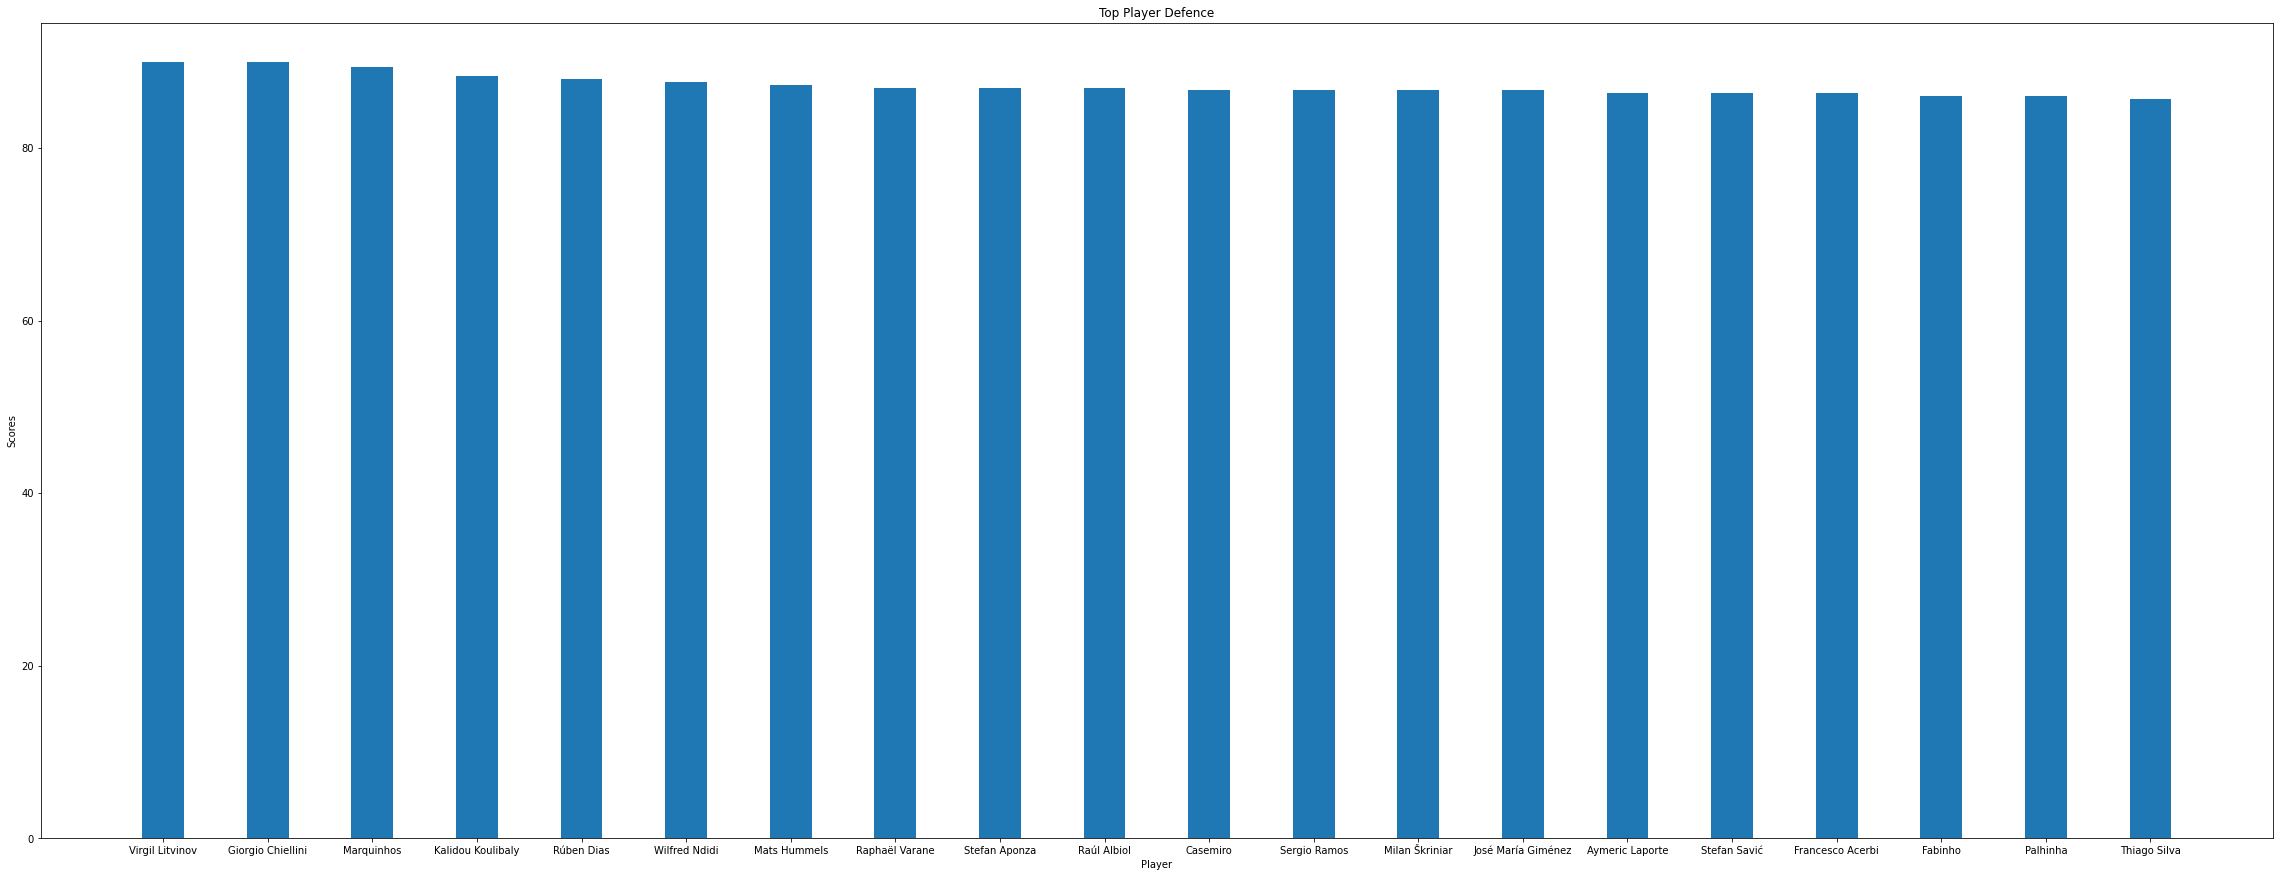 Top Player Defence
Scores
80
60
40
20
0
Virgil Litvinov Giorgio Chiellini Marquinhos Kalidou Koulibaly Rúben Dias Wilfred Ndidi Mats Hummels Raphaël Varane Stefan Aponza Raúl Albiol Casemiro Sergio Ramos Milan Škriniar José María Giménez Aymeric Laporte Stefan Savić Francesco Acerbi Fabinho Palhinha Thiago Silva
Player